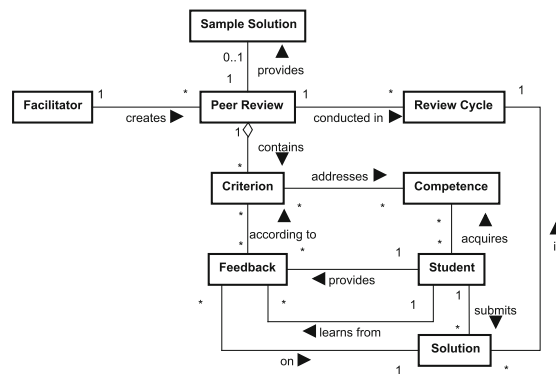 Sample Solution
0..1
1
provides
Facilitator
1
*
Peer Review
1
*
Review Cycle
1
creates
conducted in
1
contains
*
addresses
Criterion
Competence
*
*
*
*
according to
*
*
acquires
*
1
Feedback
Student
provides
*
*
1
1
submits
learns from
*
Solution
on
1
*